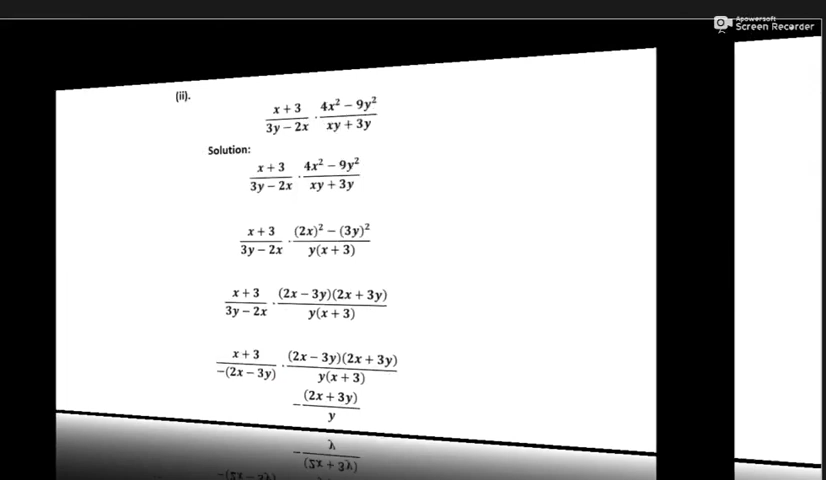 Apowersoft
Screen Recorder
(ii).
x + 3 / 3y − 2x · 4x² − 9y² / xy + 3y
Solution:
x + 3 / 3y − 2x · 4x² − 9y² / xy + 3y
x + 3 / 3y − 2x · (2x)² − (3y)² / y(x + 3)
x + 3 / 3y − 2x · (2x − 3y)(2x + 3y) / y(x + 3)
x + 3 / −(2x − 3y) · (2x − 3y)(2x + 3y) / y(x + 3)
− (2x + 3y) / y